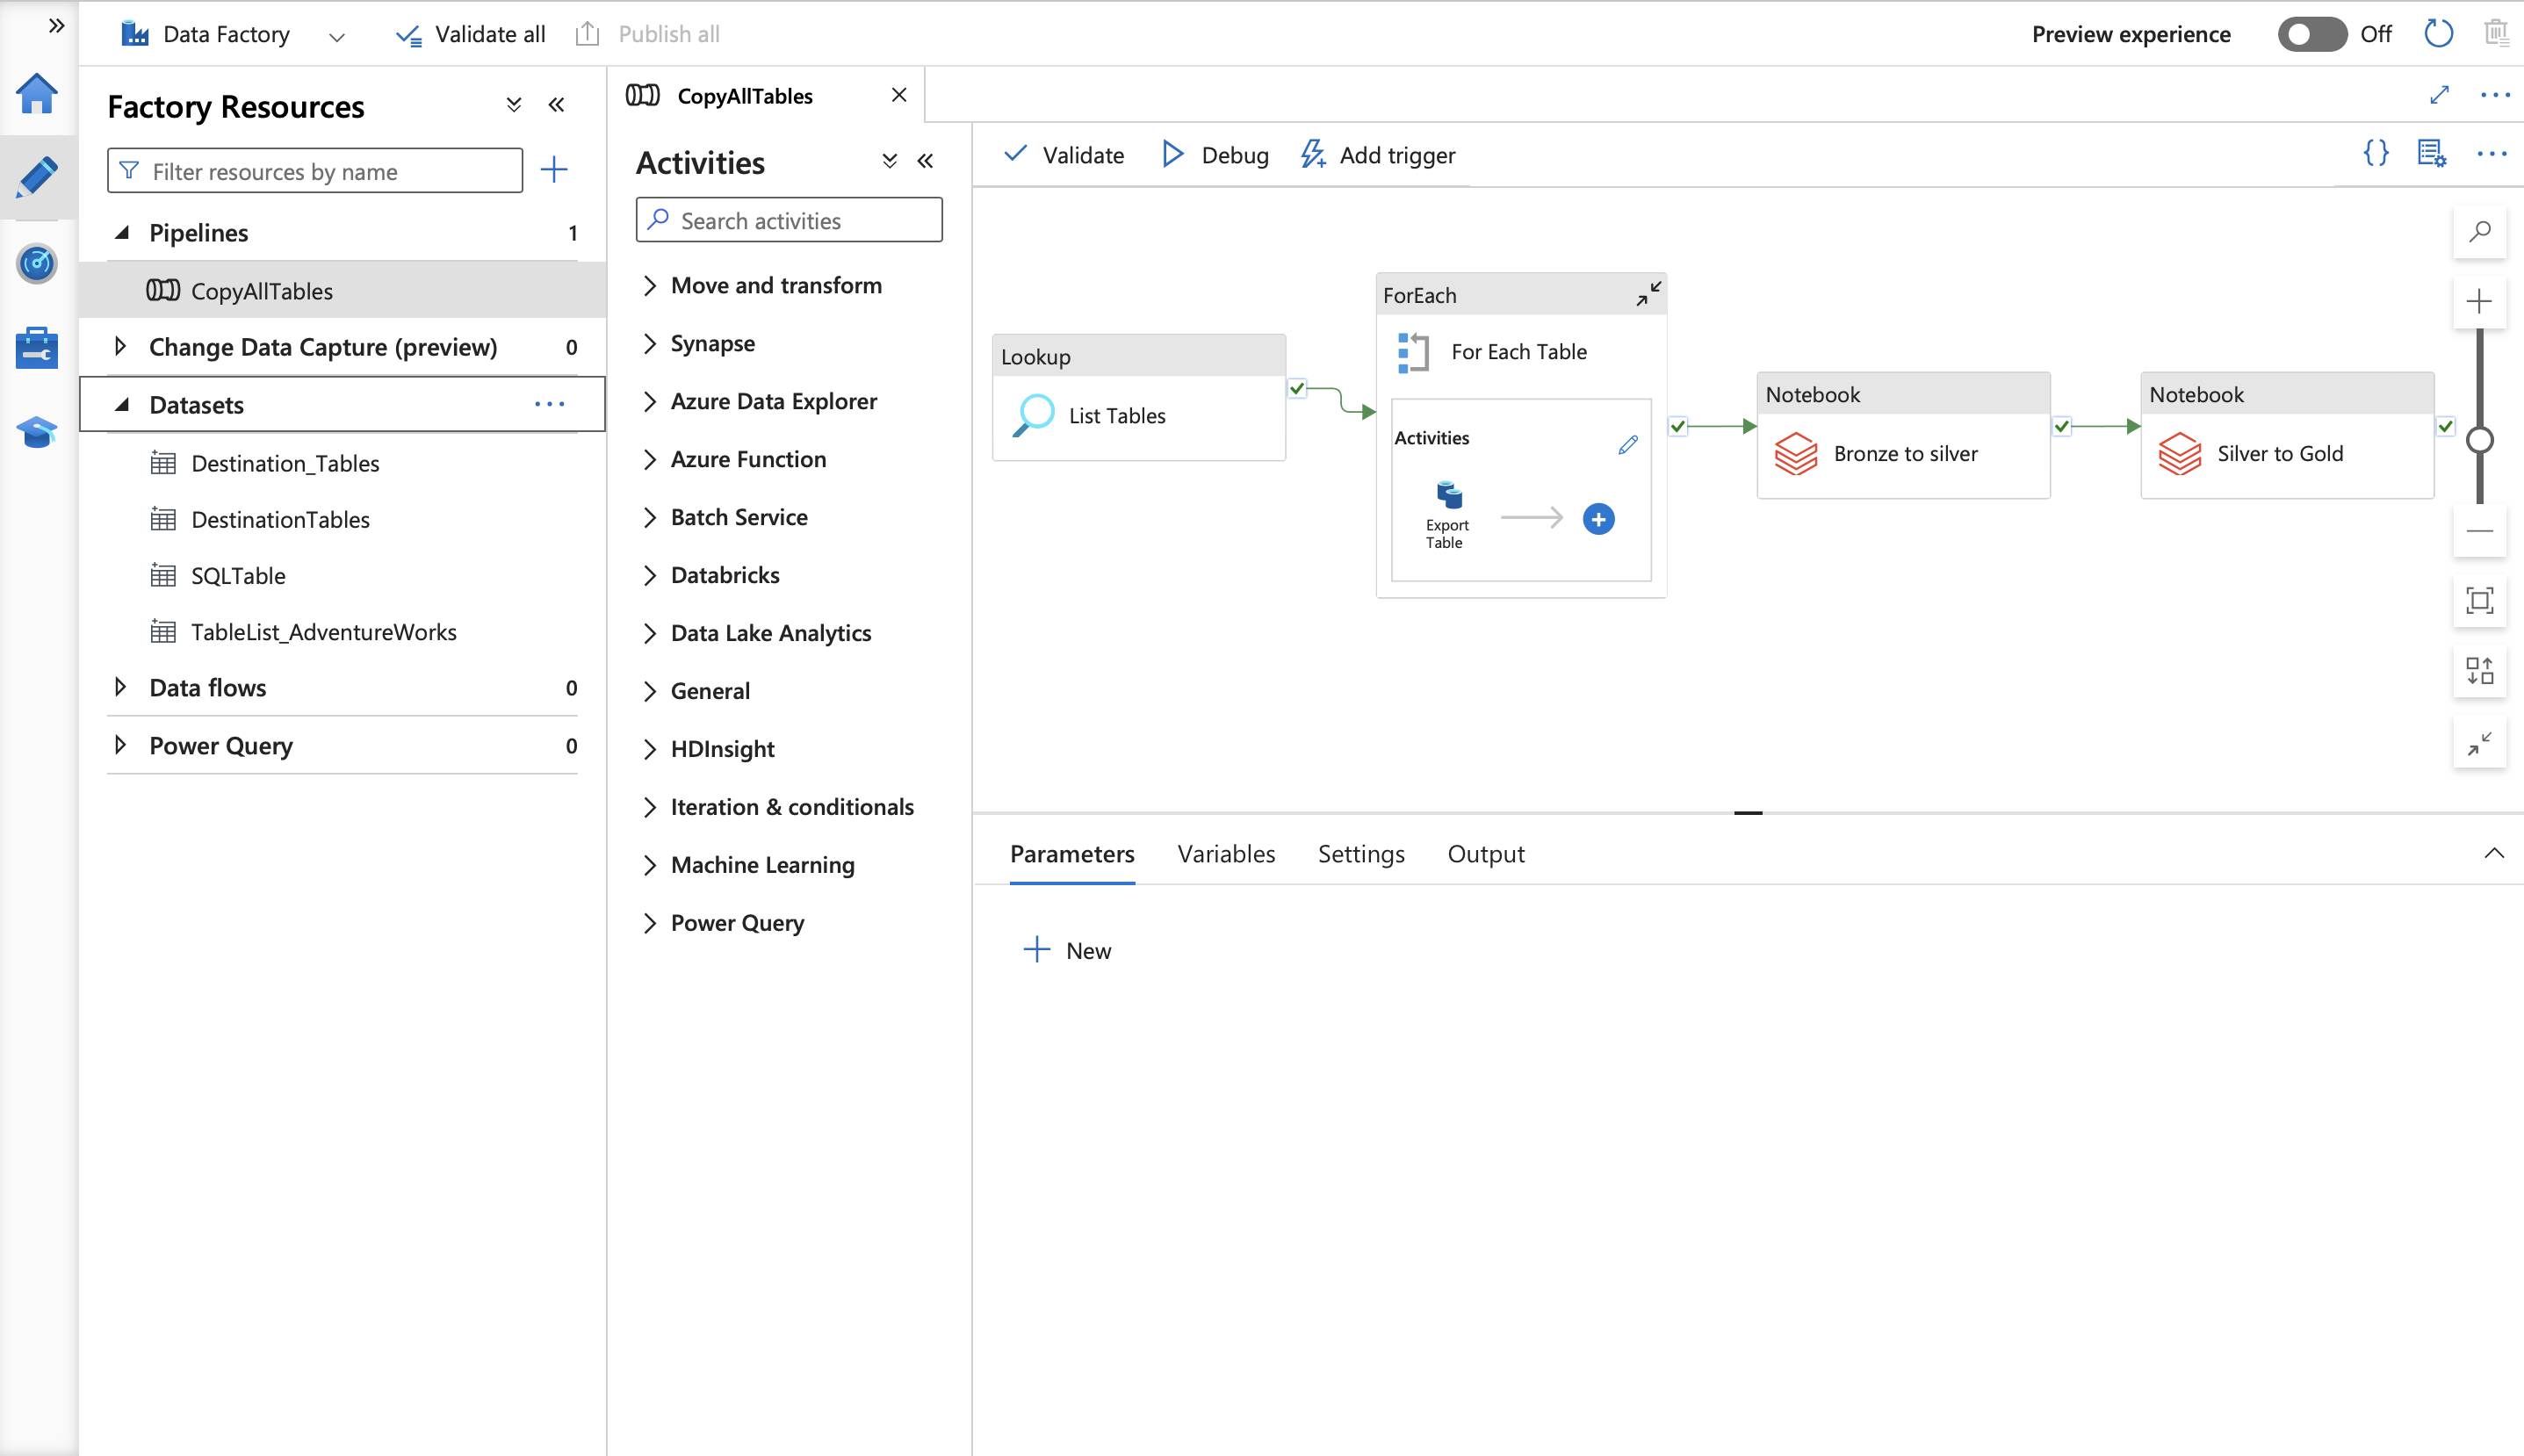 Data Factory
Validate all
Publish all
Preview experience
Off
Factory Resources
Filter resources by name
Pipelines 1
CopyAllTables
Change Data Capture (preview) 0
Datasets
Destination_Tables
DestinationTables
SQLTable
TableList_AdventureWorks
Data flows 0
Power Query 0
CopyAllTables
Activities
Search activities
Move and transform
Synapse
Azure Data Explorer
Azure Function
Batch Service
Databricks
Data Lake Analytics
General
HDInsight
Iteration & conditionals
Machine Learning
Power Query
Validate
Debug
Add trigger
Lookup
List Tables
ForEach
For Each Table
Activities
Export
Table
Notebook
Bronze to silver
Notebook
Silver to Gold
Parameters
Variables
Settings
Output
New